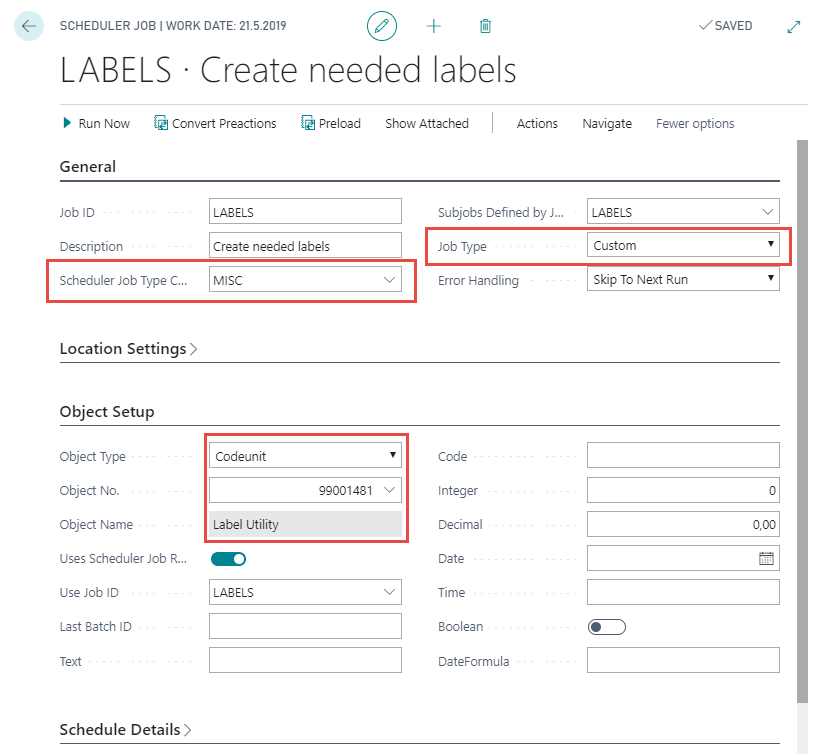 SCHEDULER JOB | WORK DATE: 21.5.2019
SAVED
LABELS · Create needed labels
Run Now Convert Preactions Preload Show Attached Actions Navigate Fewer options
General
Job ID LABELS Subjobs Defined by J... LABELS
Description Create needed labels Job Type Custom
Scheduler Job Type C... MISC Error Handling Skip To Next Run
Location Settings
Object Setup
Object Type Codeunit Code
Object No. 99001481 Integer 0
Object Name Label Utility Decimal 0,00
Uses Scheduler Job R... Date
Use Job ID LABELS Time
Last Batch ID Boolean
Text DateFormula
Schedule Details